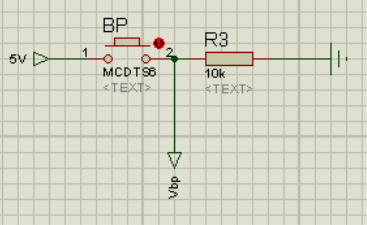 BP
R3
5V
1
2
MCDTS6
10k
<TEXT>
<TEXT>
Vbp